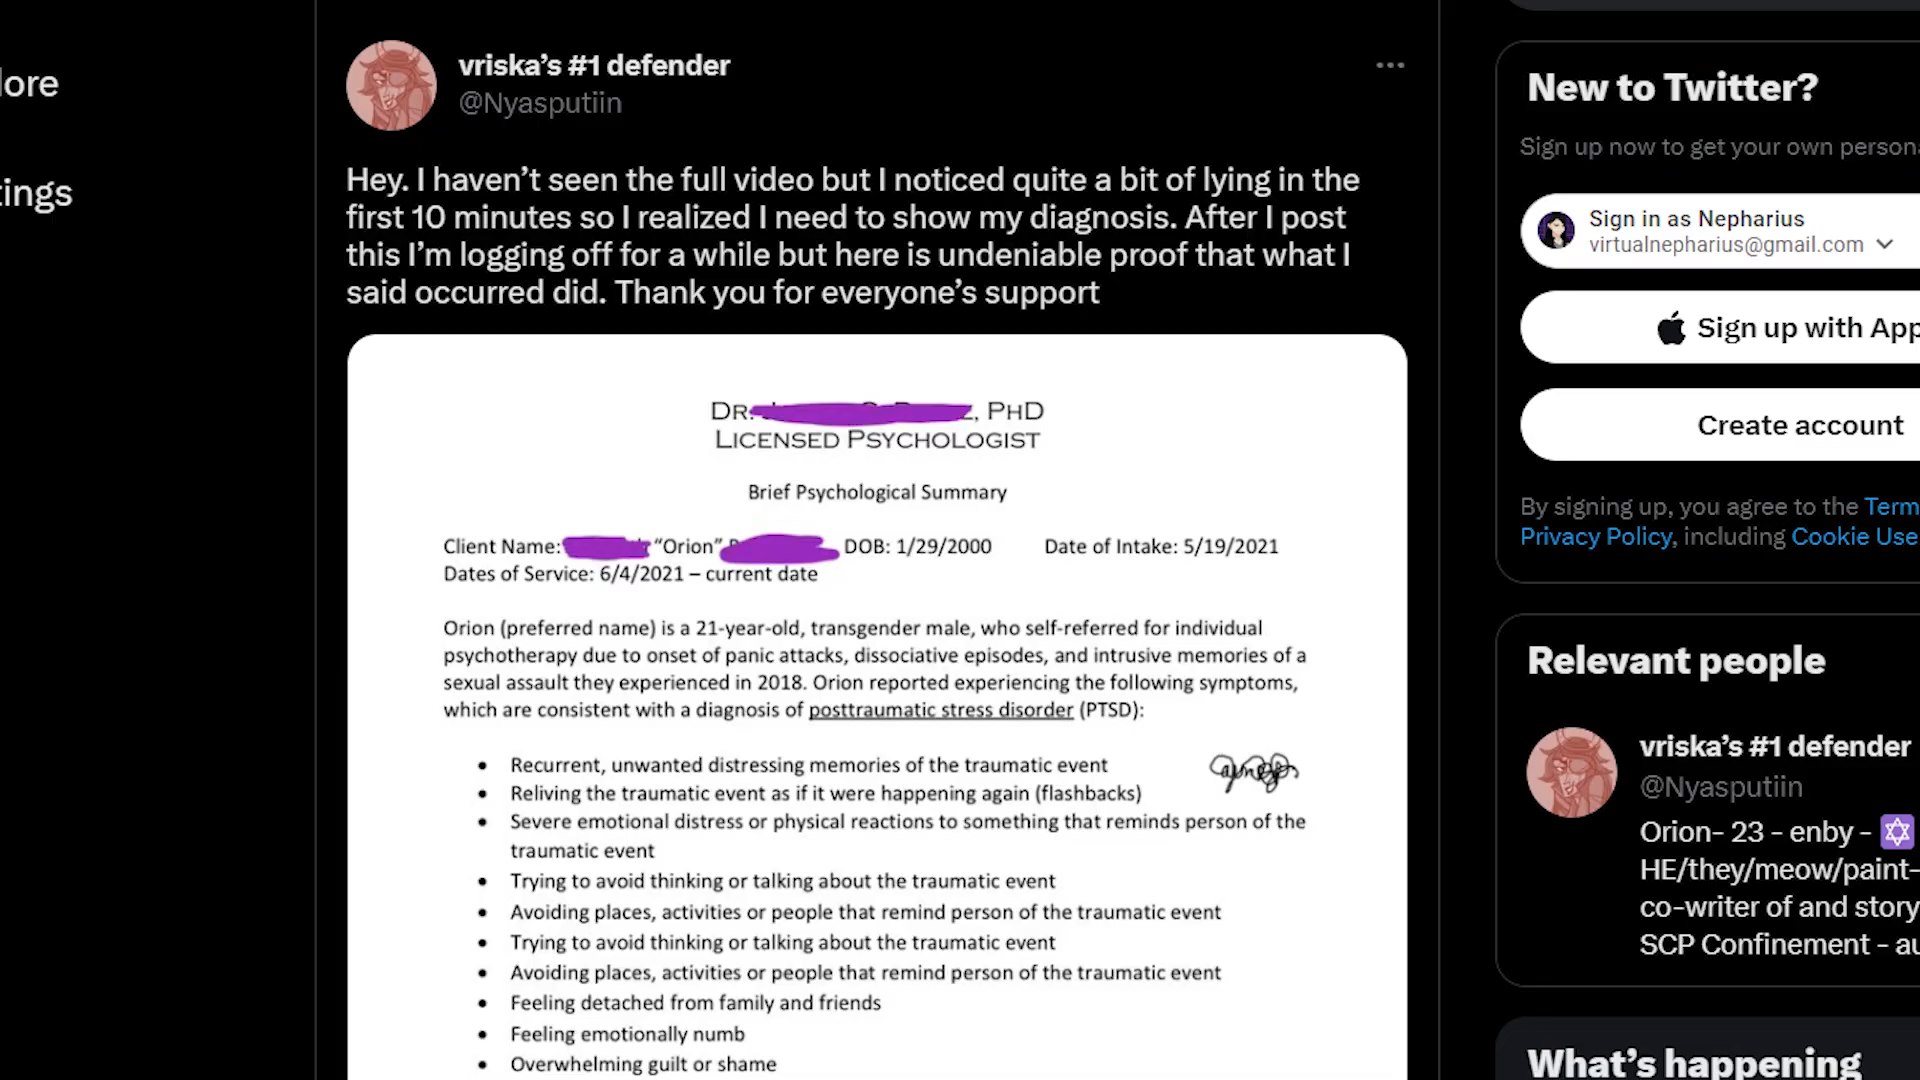 lore
tings
vriska’s #1 defender
@Nyasputiin
Hey. I haven’t seen the full video but I noticed quite a bit of lying in the
first 10 minutes so I realized I need to show my diagnosis. After I post
this I’m logging off for a while but here is undeniable proof that what I
said occurred did. Thank you for everyone’s support
DR. , PHD
LICENSED PSYCHOLOGIST
Brief Psychological Summary
Client Name: “Orion” DOB: 1/29/2000 Date of Intake: 5/19/2021
Dates of Service: 6/4/2021 – current date
Orion (preferred name) is a 21-year-old, transgender male, who self-referred for individual
psychotherapy due to onset of panic attacks, dissociative episodes, and intrusive memories of a
sexual assault they experienced in 2018. Orion reported experiencing the following symptoms,
which are consistent with a diagnosis of posttraumatic stress disorder (PTSD):
• Recurrent, unwanted distressing memories of the traumatic event
• Reliving the traumatic event as if it were happening again (flashbacks)
• Severe emotional distress or physical reactions to something that reminds person of the
traumatic event
• Trying to avoid thinking or talking about the traumatic event
• Avoiding places, activities or people that remind person of the traumatic event
• Trying to avoid thinking or talking about the traumatic event
• Avoiding places, activities or people that remind person of the traumatic event
• Feeling detached from family and friends
• Feeling emotionally numb
• Overwhelming guilt or shame
New to Twitter?
Sign up now to get your own persona
Sign in as Nepharius
virtualnepharius@gmail.com
Sign up with App
Create account
By signing up, you agree to the Term
Privacy Policy, including Cookie Use
Relevant people
vriska’s #1 defender
@Nyasputiin
Orion- 23 - enby - ✡
HE/they/meow/paint-
co-writer of and story
SCP Confinement - au
What’s happening